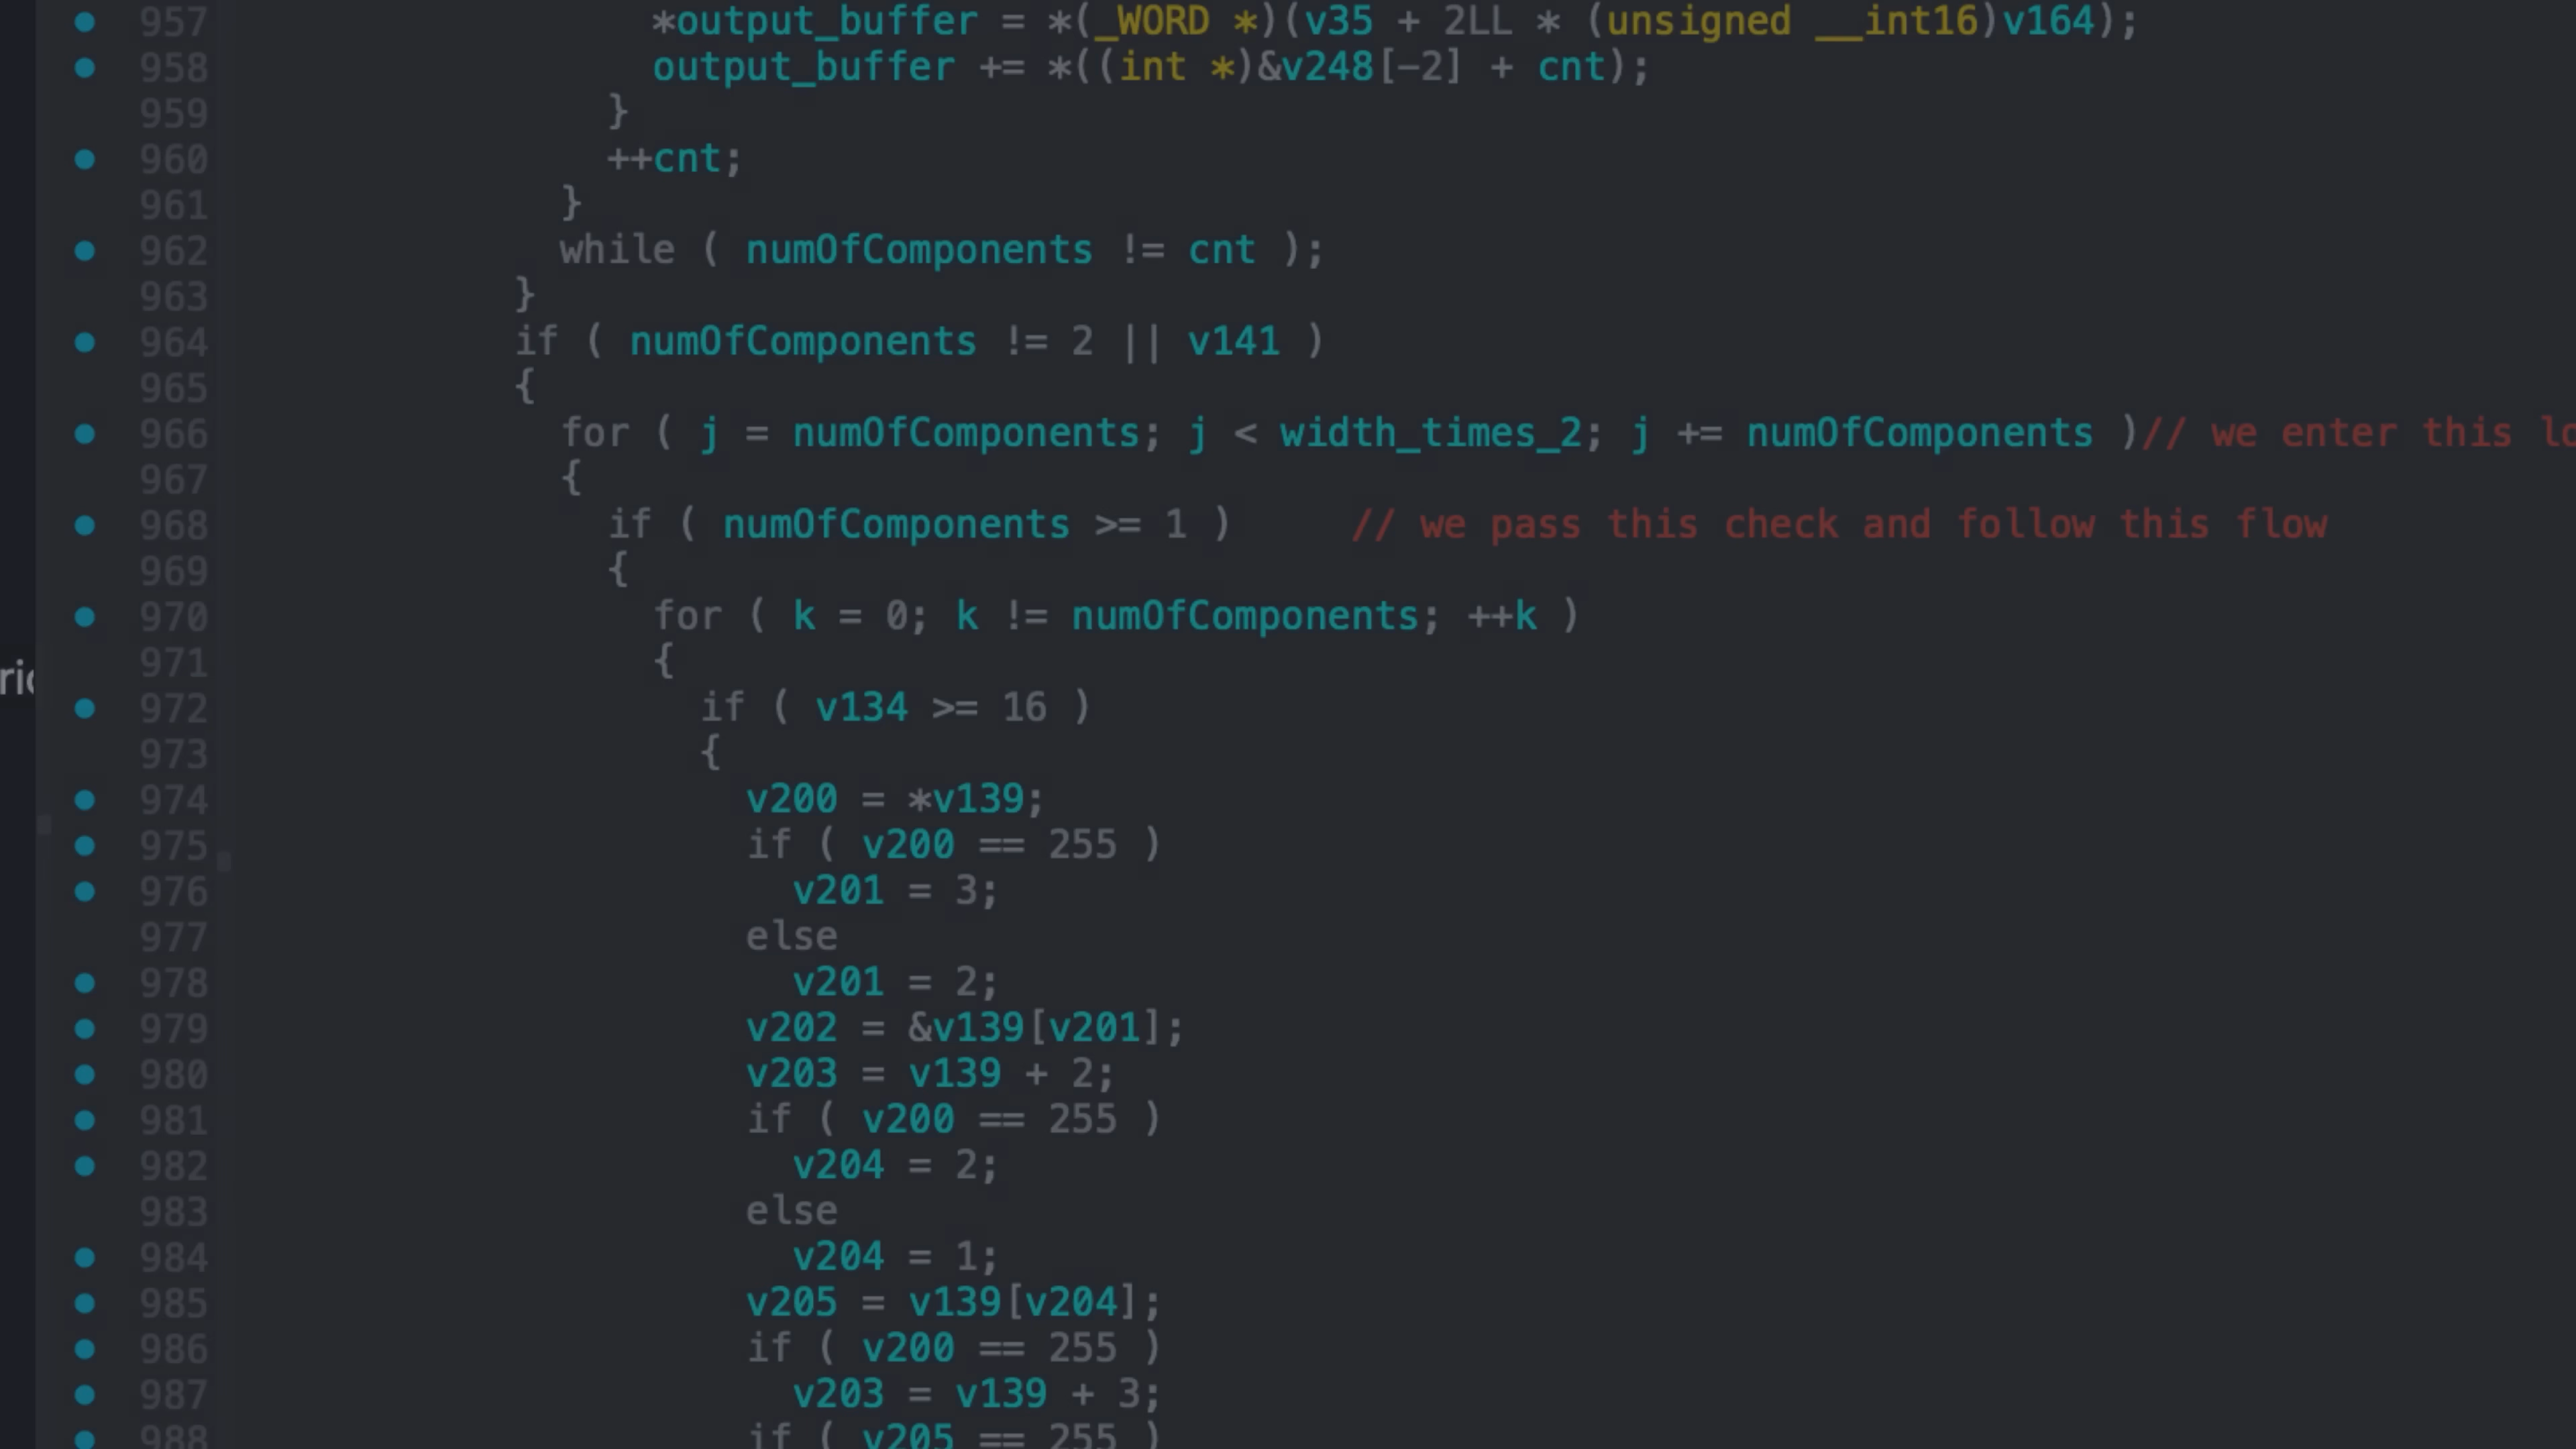 957 *output_buffer = *(_WORD *)(v35 + 2LL * (unsigned __int16)v164);
958 output_buffer += *((int *)&v248[-2] + cnt);
959 }
960 ++cnt;
961 }
962 while ( numOfComponents != cnt );
963 }
964 if ( numOfComponents != 2 || v141 )
965 {
966 for ( j = numOfComponents; j < width_times_2; j += numOfComponents )// we enter this lo
967 {
968 if ( numOfComponents >= 1 ) // we pass this check and follow this flow
969 {
970 for ( k = 0; k != numOfComponents; ++k )
971 {
972 if ( v134 >= 16 )
973 {
974 v200 = *v139;
975 if ( v200 == 255 )
976 v201 = 3;
977 else
978 v201 = 2;
979 v202 = &v139[v201];
980 v203 = v139 + 2;
981 if ( v200 == 255 )
982 v204 = 2;
983 else
984 v204 = 1;
985 v205 = v139[v204];
986 if ( v200 == 255 )
987 v203 = v139 + 3;
988 if ( v205 == 255 )